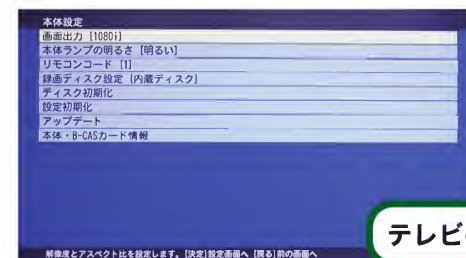 本体設定
画面出力 [1080i]
本体ランプの明るさ [明るい]
リモコンコード [1]
録画ディスク設定 [内蔵ディスク]
ディスク初期化
設定初期化
アップデート
本体・B-CASカード情報
テレビ
解像度とアスペクト比を設定します。[決定]設定画面へ [戻る]前の画面へ